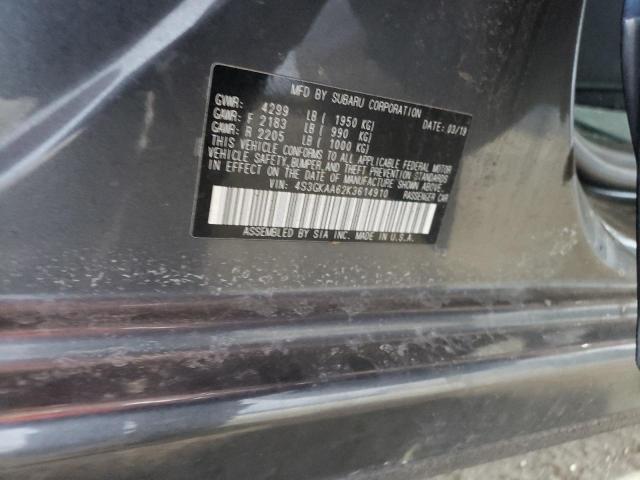 MFD BY SUBARU CORPORATION
GVWR: 4299 LB ( 1950 KG) DATE: 03/19
GAWR: F 2183 LB ( 990 KG)
GAWR: R 2205 LB ( 1000 KG)
THIS VEHICLE CONFORMS TO ALL APPLICABLE FEDERAL MOTOR
VEHICLE SAFETY, BUMPER, AND THEFT PREVENTION STANDARDS
IN EFFECT ON THE DATE OF MANUFACTURE SHOWN ABOVE.
VIN: 4S3GKAA62K3614910 PASSENGER CAR
ASSEMBLED BY SIA INC. MADE IN U.S.A.